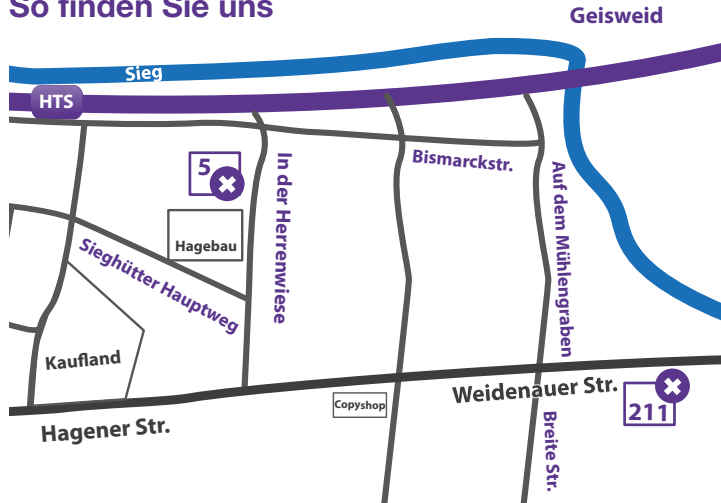 So finden Sie uns
Geisweid
Sieg
HTS
Bismarckstr.
5
In der Herrenwiese
Auf dem Mühlengraben
Hagebau
Sieghütter Hauptweg
Kaufland
Weidenauer Str.
Copyshop
211
Hagener Str.
Breite Str.